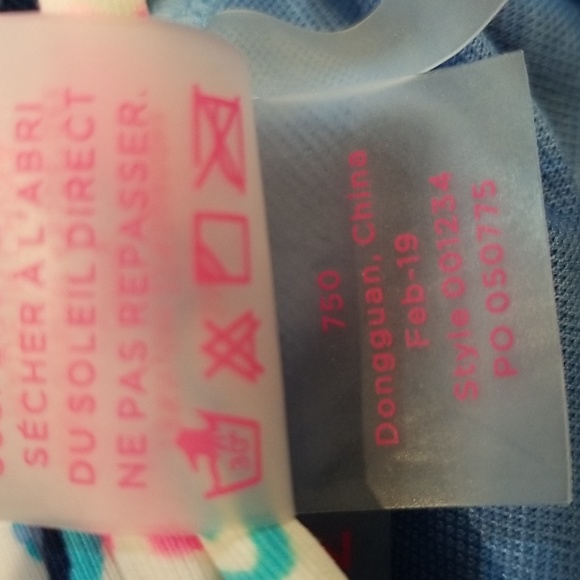 SÉCHER À L'ABRI
DU SOLEIL DIRECT
NE PAS REPASSER.
750
Dongguan, China
Feb-19
Style 001234
PO 050775